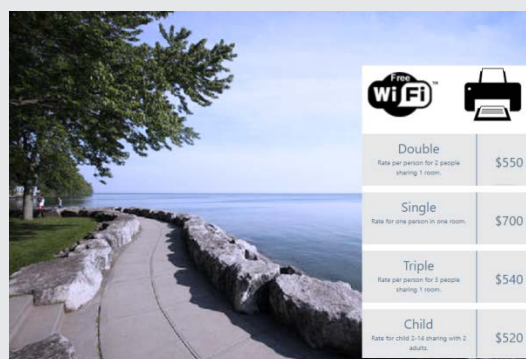 Free
WiFi™
Double
Rate per person for 2 people
sharing 1 room.
$550
Single
Rate for one person in one room.
$700
Triple
Rate per person for 3 people
sharing 1 room.
$540
Child
Rate for child 2-14 sharing with 2
adults.
$520